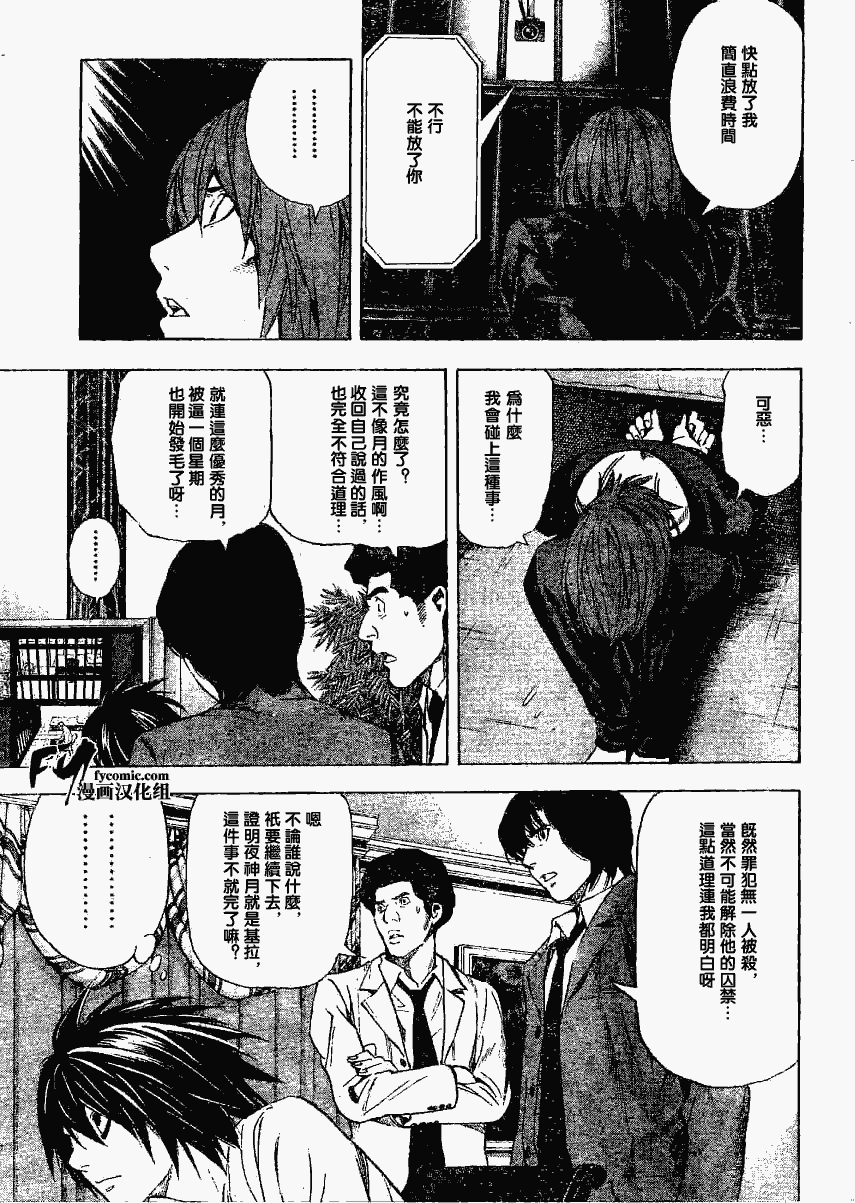 快點放了我
簡直浪費時間
不行
不能放了你
………
………
可惡…
為什麼
我會碰上這種事…
究竟怎麼了?
這不像月的作風啊…
收回自己說過的話,
也完全不符合道理…
就連這麼優秀的月,
被逼一個星期
也開始發毛了呀…
………
既然罪犯無一人被殺,
當然不可能解除他的囚禁…
這點道理連我都明白呀
嗯
不論誰說什麼,
衹要繼續下去,
證明夜神月就是基拉,
這件事不就完了嘛?
………
………
FY
fycomic.com
漫画汉化组